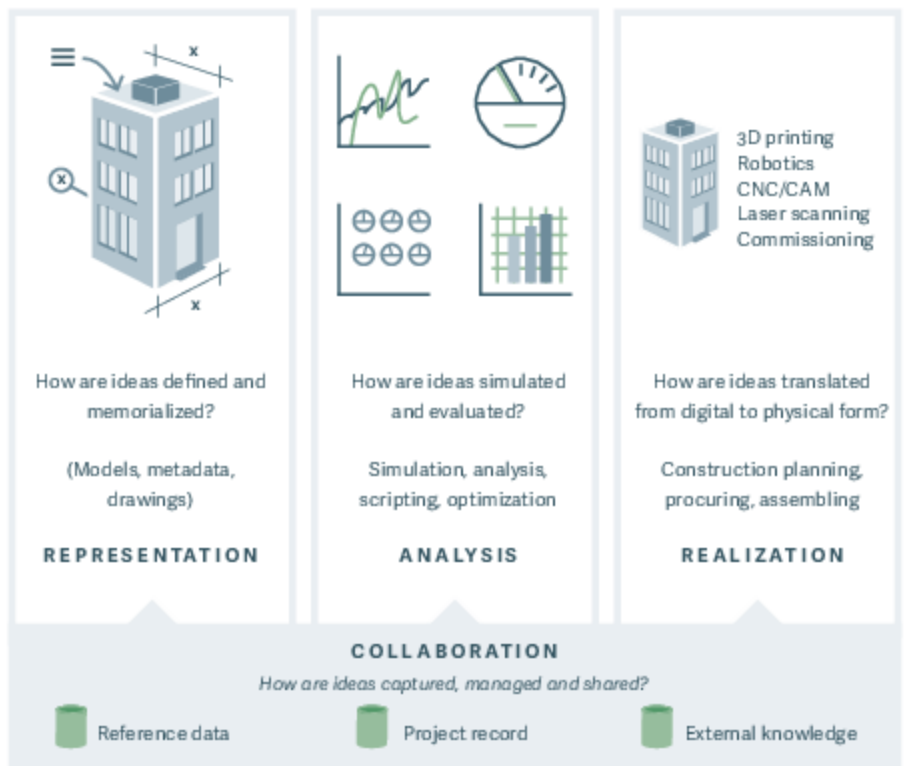 x
x
x
How are ideas defined and
memorialized?
(Models, metadata,
drawings)
REPRESENTATION
How are ideas simulated
and evaluated?
Simulation, analysis,
scripting, optimization
ANALYSIS
3D printing
Robotics
CNC/CAM
Laser scanning
Commissioning
How are ideas translated
from digital to physical form?
Construction planning,
procuring, assembling
REALIZATION
COLLABORATION
How are ideas captured, managed and shared?
Reference data
Project record
External knowledge